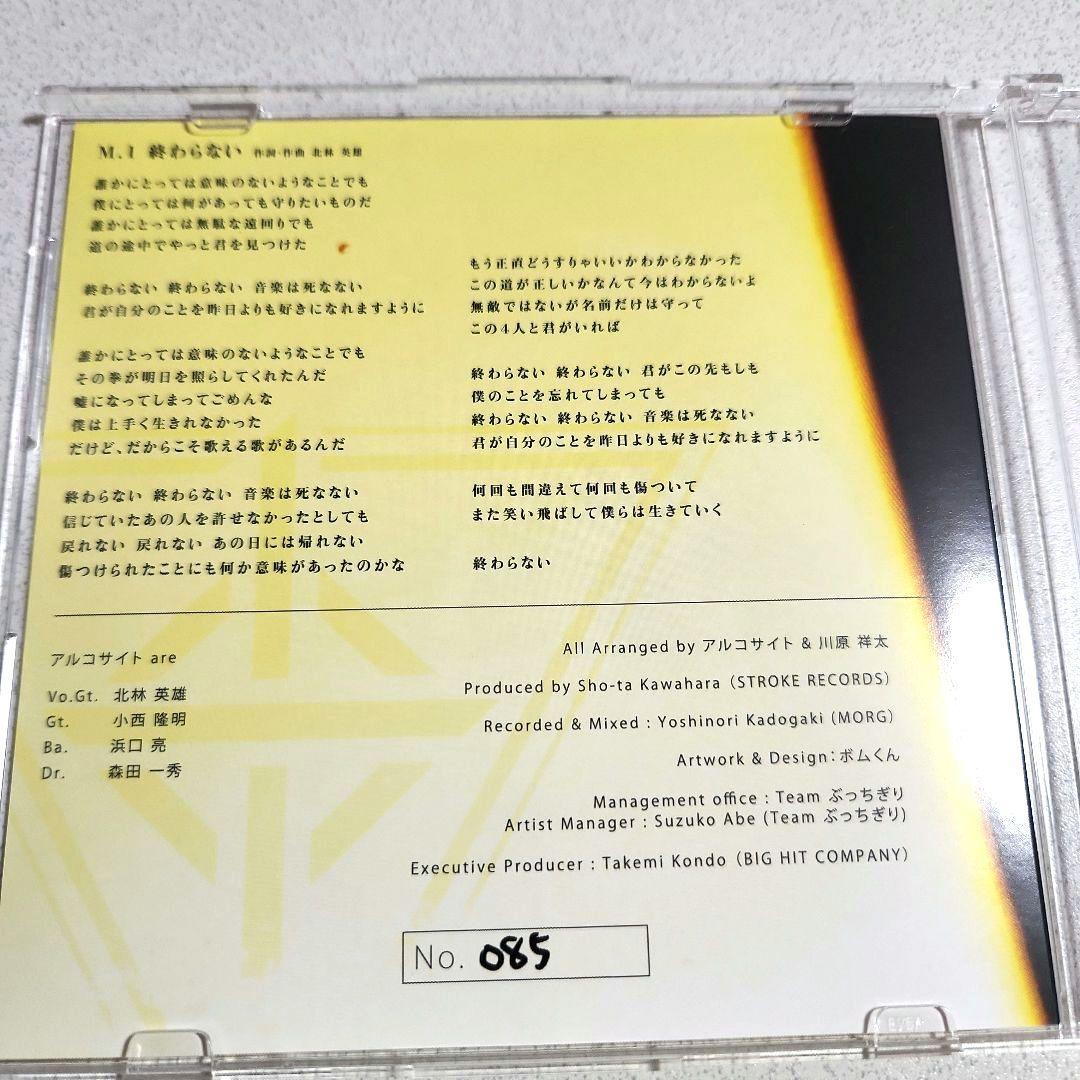 M.1 終わらない 作詞・作曲 北林 英雄
誰かにとっては意味のないようなことでも
僕にとっては何があっても守りたいものだ
誰かにとっては無駄な遠回りでも
道の途中でやっと君を見つけた
終わらない 終わらない 音楽は死なない
君が自分のことを昨日よりも好きになれますように
誰かにとっては意味のないようなことでも
その拳が明日を照らしてくれたんだ
嘘になってしまってごめんな
僕は上手く生きれなかった
だけど、だからこそ歌える歌があるんだ
終わらない 終わらない 音楽は死なない
信じていたあの人を許せなかったとしても
戻れない 戻れない あの日には帰れない
傷つけられたことにも何か意味があったのかな
もう正直どうすりゃいいかわからなかった
この道が正しいかなんて今はわからないよ
無敵ではないが名前だけは守って
この4人と君がいれば
終わらない 終わらない 君がこの先もしも
僕のことを忘れてしまっても
終わらない 終わらない 音楽は死なない
君が自分のことを昨日よりも好きになれますように
何回も間違えて何回も傷ついて
また笑い飛ばして僕らは生きていく
終わらない
アルコサイト are
Vo.Gt. 北林 英雄
Gt. 小西 隆明
Ba. 浜口 亮
Dr. 森田 一秀
All Arranged by アルコサイト & 川原 祥太
Produced by Sho-ta Kawahara (STROKE RECORDS)
Recorded & Mixed : Yoshinori Kadogaki (MORG)
Artwork & Design：ボムくん
Management office : Team ぶっちぎり
Artist Manager : Suzuko Abe (Team ぶっちぎり)
Executive Producer : Takemi Kondo (BIG HIT COMPANY)
No. 085